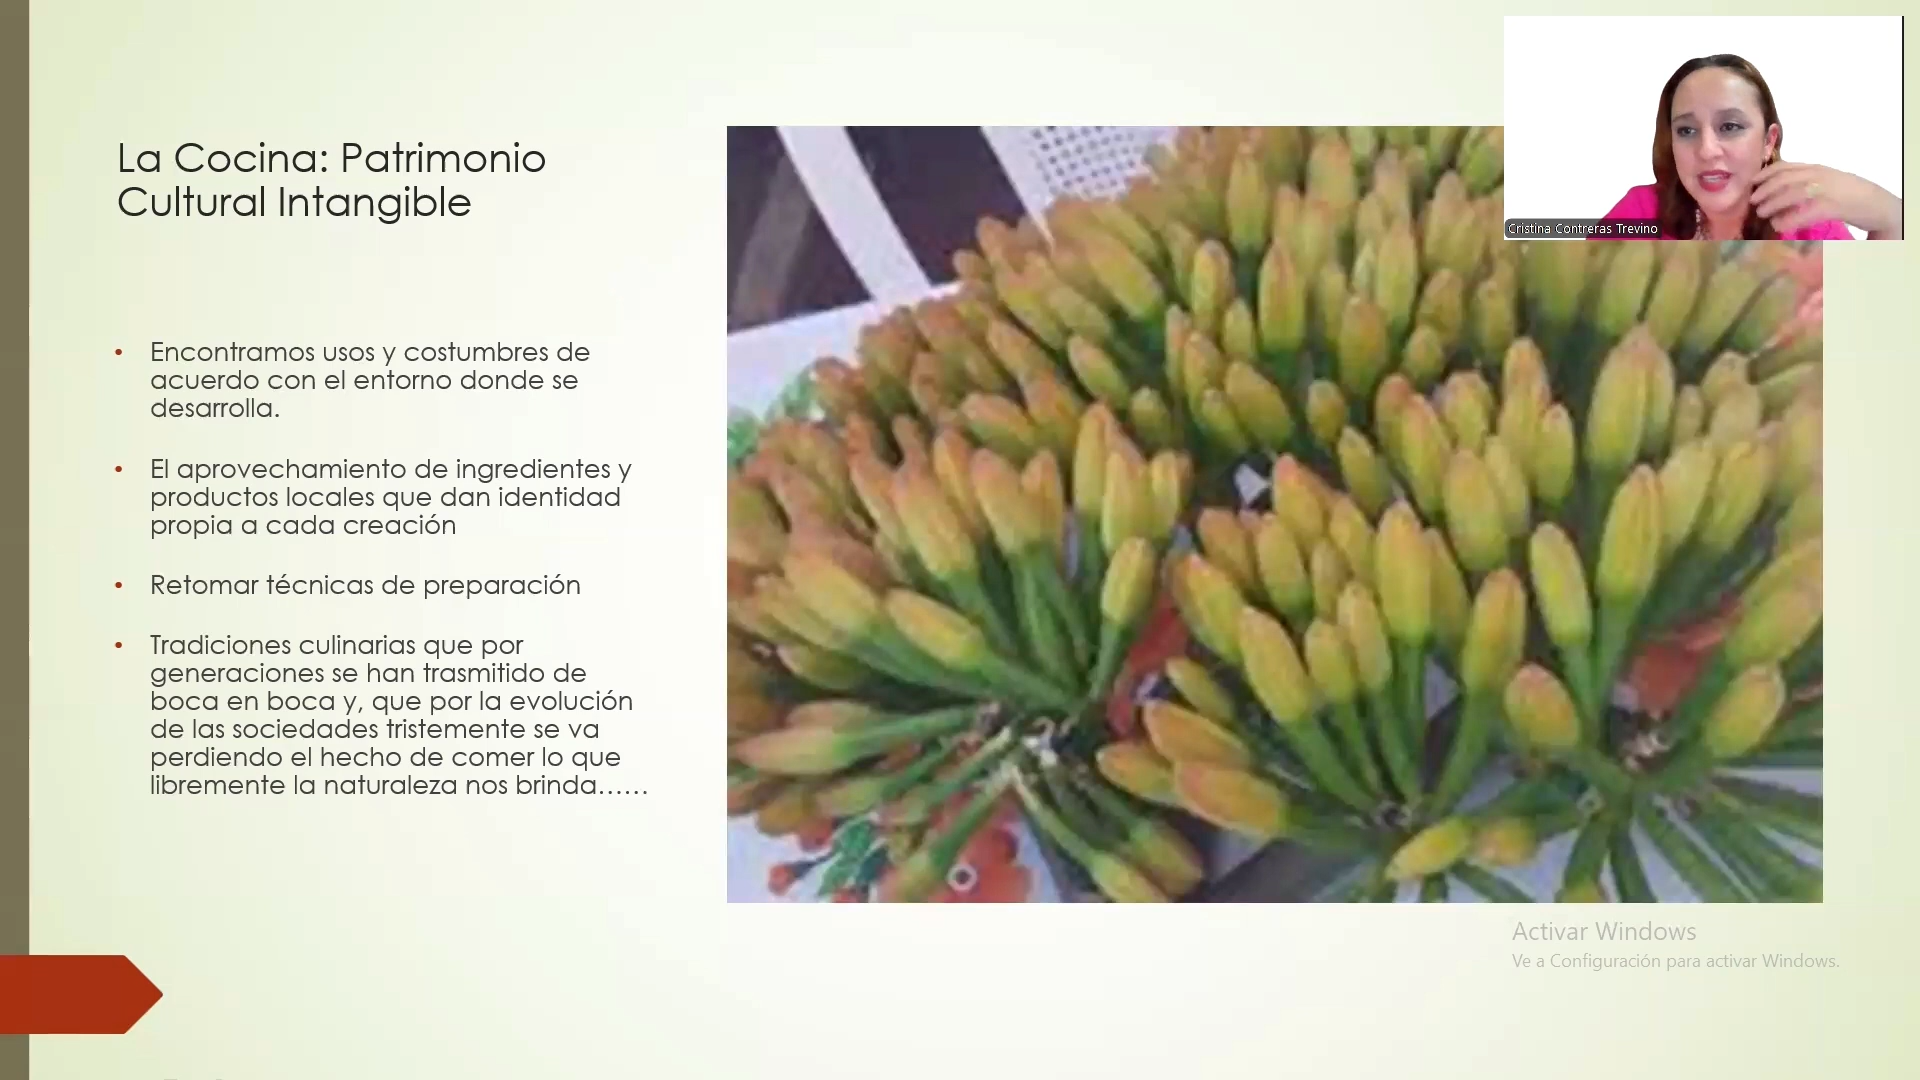 La Cocina: Patrimonio
Cultural Intangible
Cristina Contreras Trevino
• Encontramos usos y costumbres de
acuerdo con el entorno donde se
desarrolla.
• El aprovechamiento de ingredientes y
productos locales que dan identidad
propia a cada creación
• Retomar técnicas de preparación
• Tradiciones culinarias que por
generaciones se han trasmitido de
boca en boca y, que por la evolución
de las sociedades tristemente se va
perdiendo el hecho de comer lo que
libremente la naturaleza nos brinda......
Activar Windows
Ve a Configuración para activar Windows.